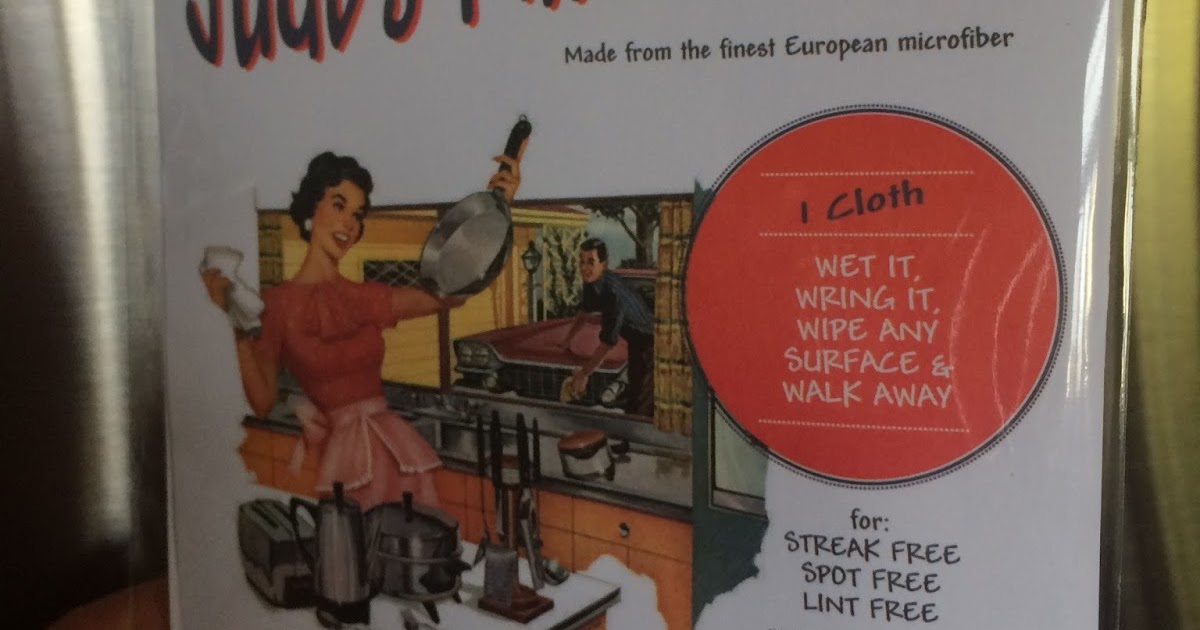 Jude's
Made from the finest European microfiber
1 Cloth
WET IT,
WRING IT,
WIPE ANY
SURFACE &
WALK AWAY
for:
STREAK FREE
SPOT FREE
LINT FREE